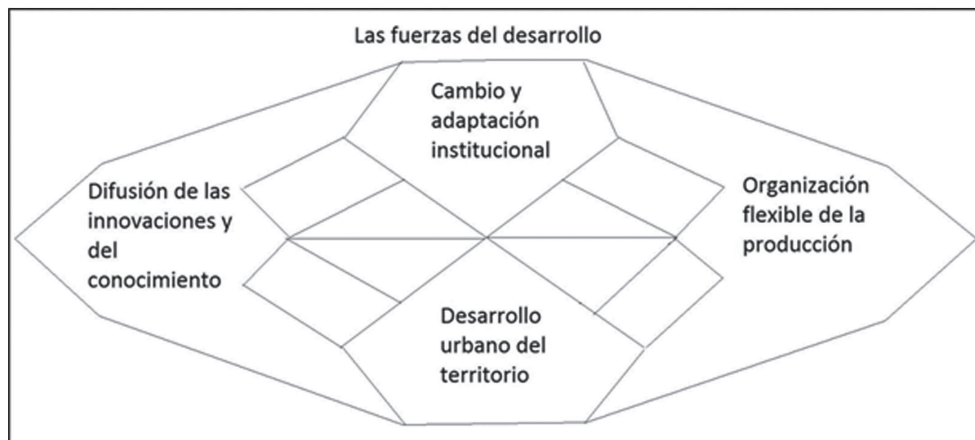 Las fuerzas del desarrollo
Cambio y
adaptación
institucional
Difusión de las
innovaciones y
del
conocimiento
Organización
flexible de la
producción
Desarrollo
urbano del
territorio